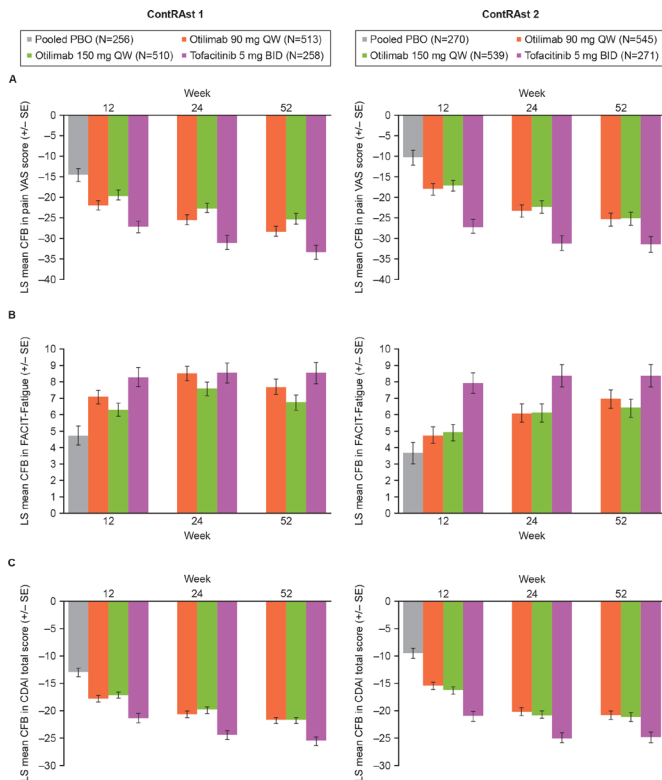 ContRAst 1
ContRAst 2
Pooled PBO (N=256) Otilimab 90 mg QW (N=513)
Otilimab 150 mg QW (N=510) Tofacitinib 5 mg BID (N=258)
Pooled PBO (N=270) Otilimab 90 mg QW (N=545)
Otilimab 150 mg QW (N=539) Tofacitinib 5 mg BID (N=271)
A
Week
12 24 52
LS mean CFB in pain VAS score (+/– SE)
0
–5
–10
–15
–20
–25
–30
–35
–40
Week
12 24 52
LS mean CFB in pain VAS score (+/– SE)
0
–5
–10
–15
–20
–25
–30
–35
–40
B
LS mean CFB in FACIT-Fatigue (+/– SE)
10
9
8
7
6
5
4
3
2
1
0
12 24 52
Week
LS mean CFB in FACIT-Fatigue (+/– SE)
10
9
8
7
6
5
4
3
2
1
0
12 24 52
Week
C
Week
12 24 52
LS mean CFB in CDAI total score (+/– SE)
0
–5
–10
–15
–20
–25
–30
Week
12 24 52
LS mean CFB in CDAI total score (+/– SE)
0
–5
–10
–15
–20
–25
–30